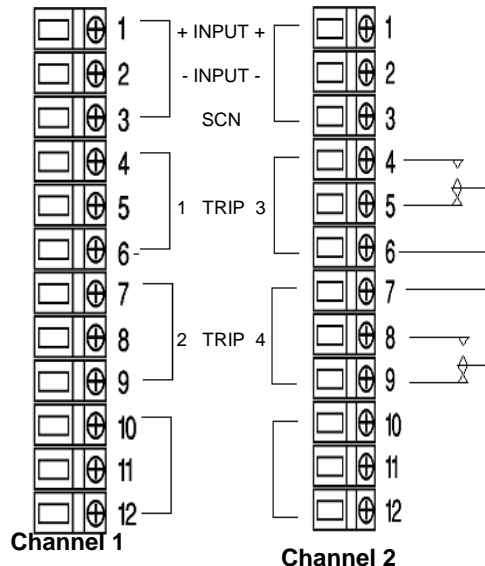 1 + INPUT + 1
2 - INPUT - 2
3 SCN 3
4 4
5 1 TRIP 3 5
6 - 6
7 7
8 2 TRIP 4 8
9 9
10 10
11 11
12 12
Channel 1
Channel 2